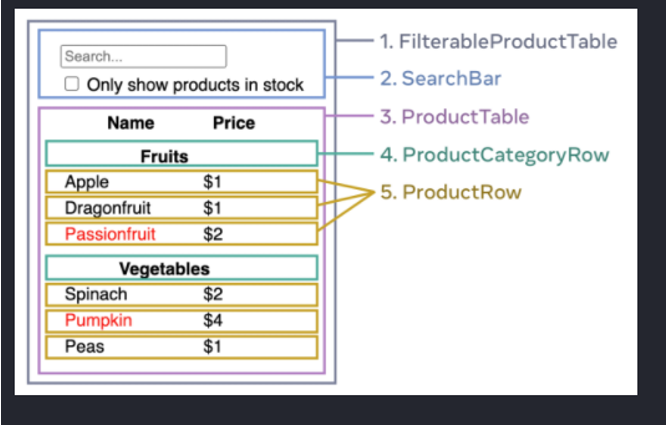 Search...
Only show products in stock
Name Price
Fruits
Apple $1
Dragonfruit $1
Passionfruit $2
Vegetables
Spinach $2
Pumpkin $4
Peas $1
1. FilterableProductTable
2. SearchBar
3. ProductTable
4. ProductCategoryRow
5. ProductRow